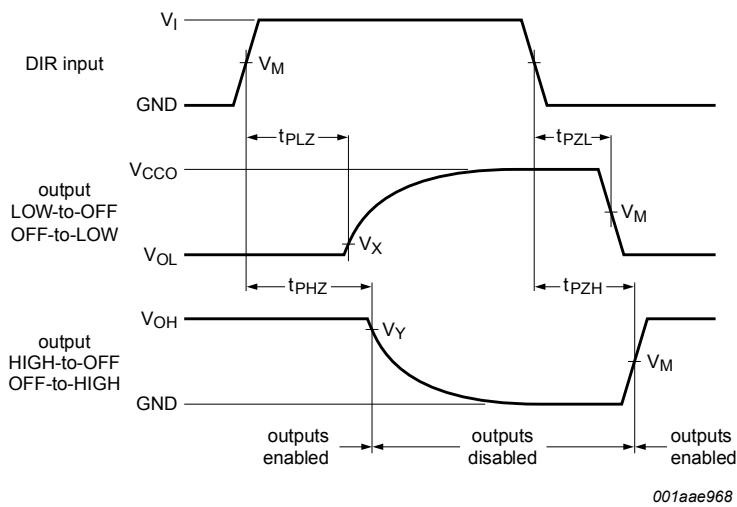 V_I
DIR input
V_M
GND
t_PLZ
t_PZL
V_CCO
output
LOW-to-OFF
OFF-to-LOW
V_M
V_X
V_OL
t_PHZ
t_PZH
V_OH
output
HIGH-to-OFF
OFF-to-HIGH
V_Y
V_M
GND
outputs
enabled
outputs
disabled
outputs
enabled
001aae968